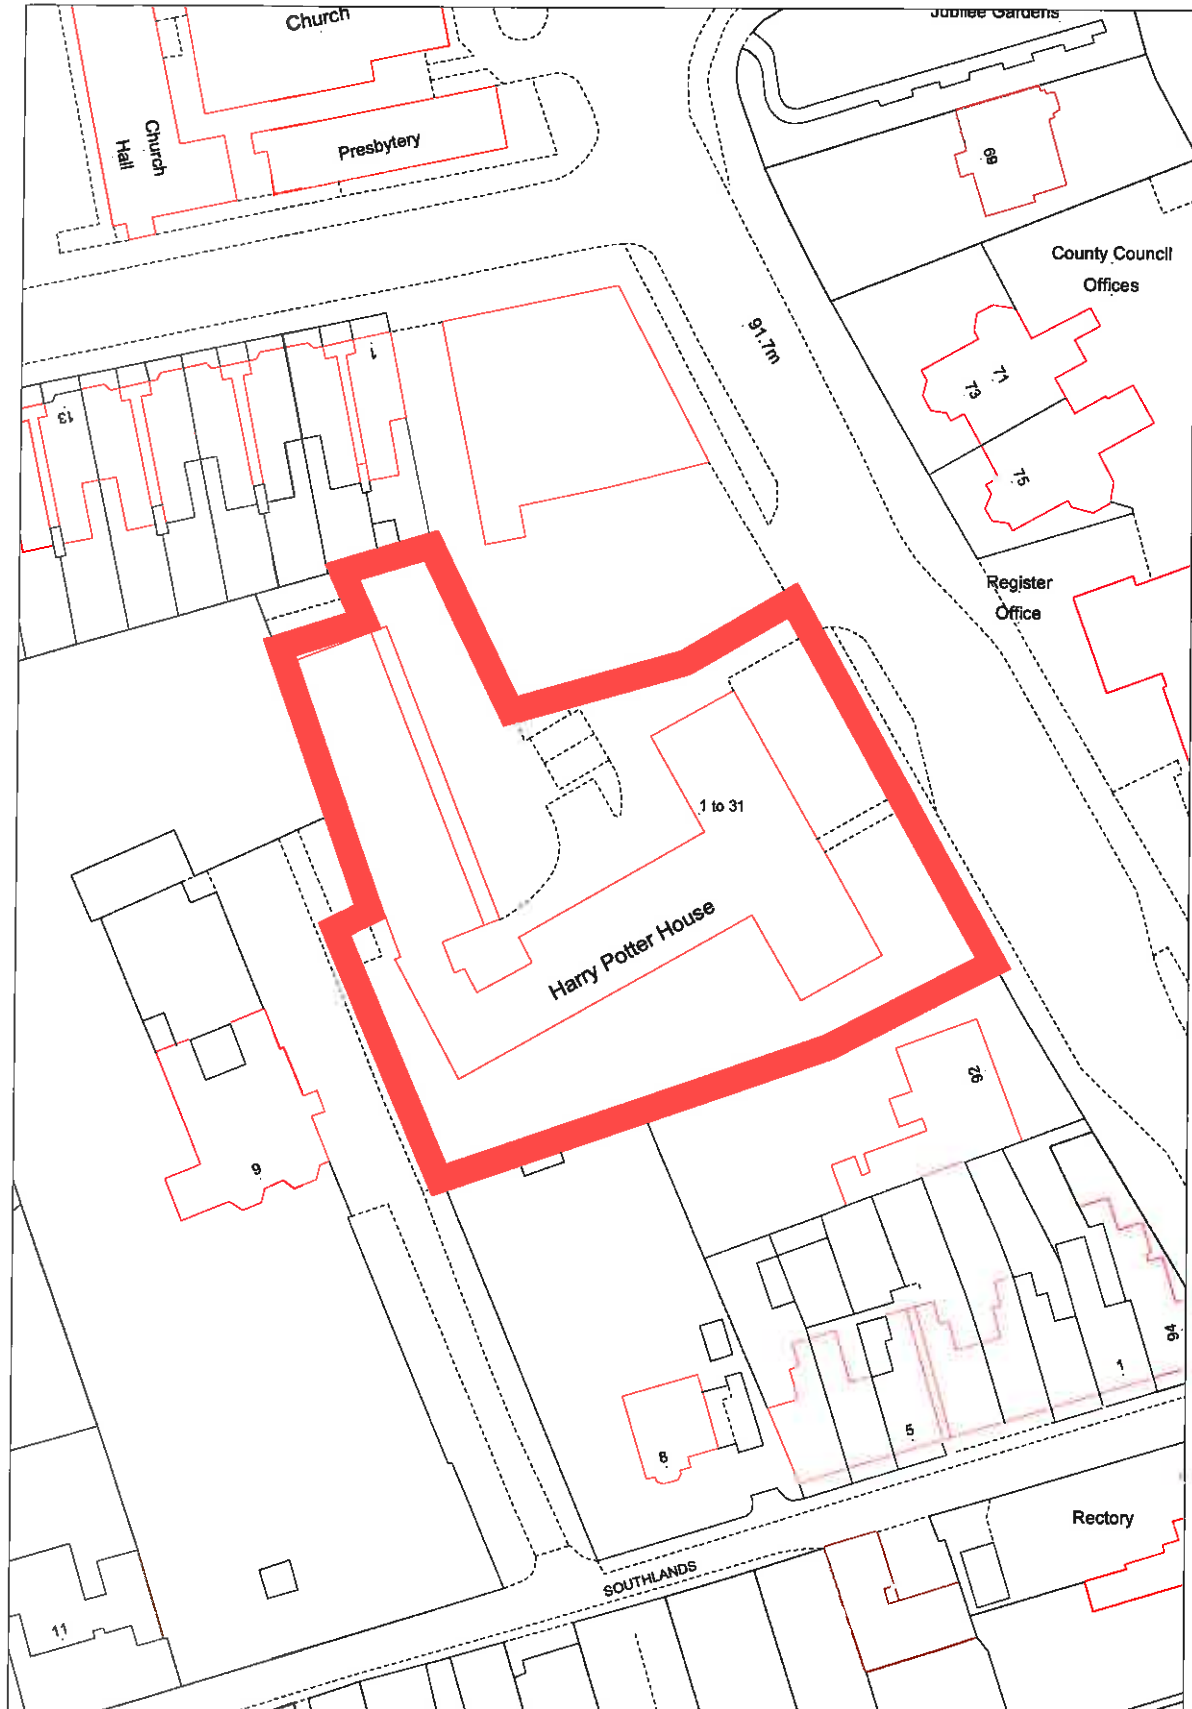 Church
Jubilee Gardens
Church
Hall
Presbytery
69
County Council
Offices
91.7m
1
71
73
13
75
Register
Office
1 to 31
Harry Potter House
92
9
94
1
5
8
Rectory
SOUTHLANDS
11